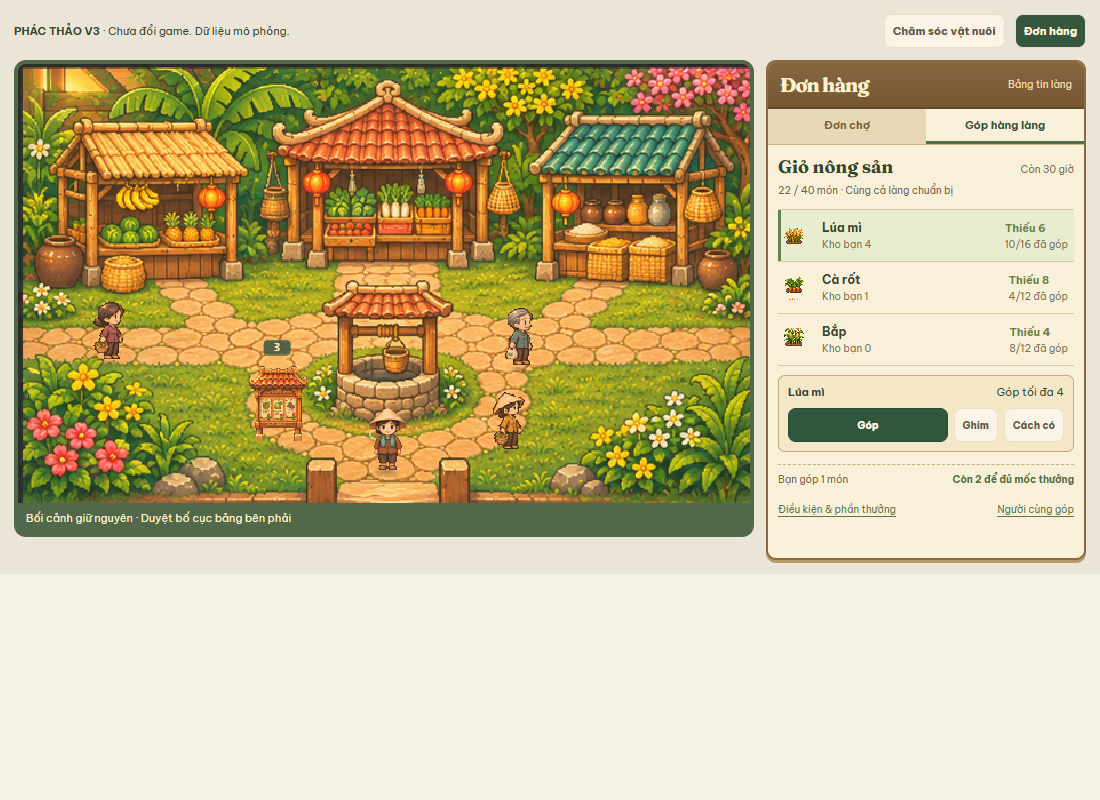 PHÁC THẢO V3 · Chưa đổi game. Dữ liệu mô phỏng.
Chăm sóc vật nuôi
Đơn hàng
3
Bối cảnh giữ nguyên · Duyệt bố cục bảng bên phải
Đơn hàng
Bảng tin làng
Đơn chợ
Góp hàng làng
Giỏ nông sản
Còn 30 giờ
22 / 40 món · Cùng cả làng chuẩn bị
Lúa mì
Thiếu 6
Kho bạn 4
10/16 đã góp
Cà rốt
Thiếu 8
Kho bạn 1
4/12 đã góp
Bắp
Thiếu 4
Kho bạn 0
8/12 đã góp
Lúa mì
Góp tối đa 4
Góp
Ghim
Cách có
Bạn góp 1 món
Còn 2 để đủ mốc thưởng
Điều kiện & phần thưởng
Người cùng góp